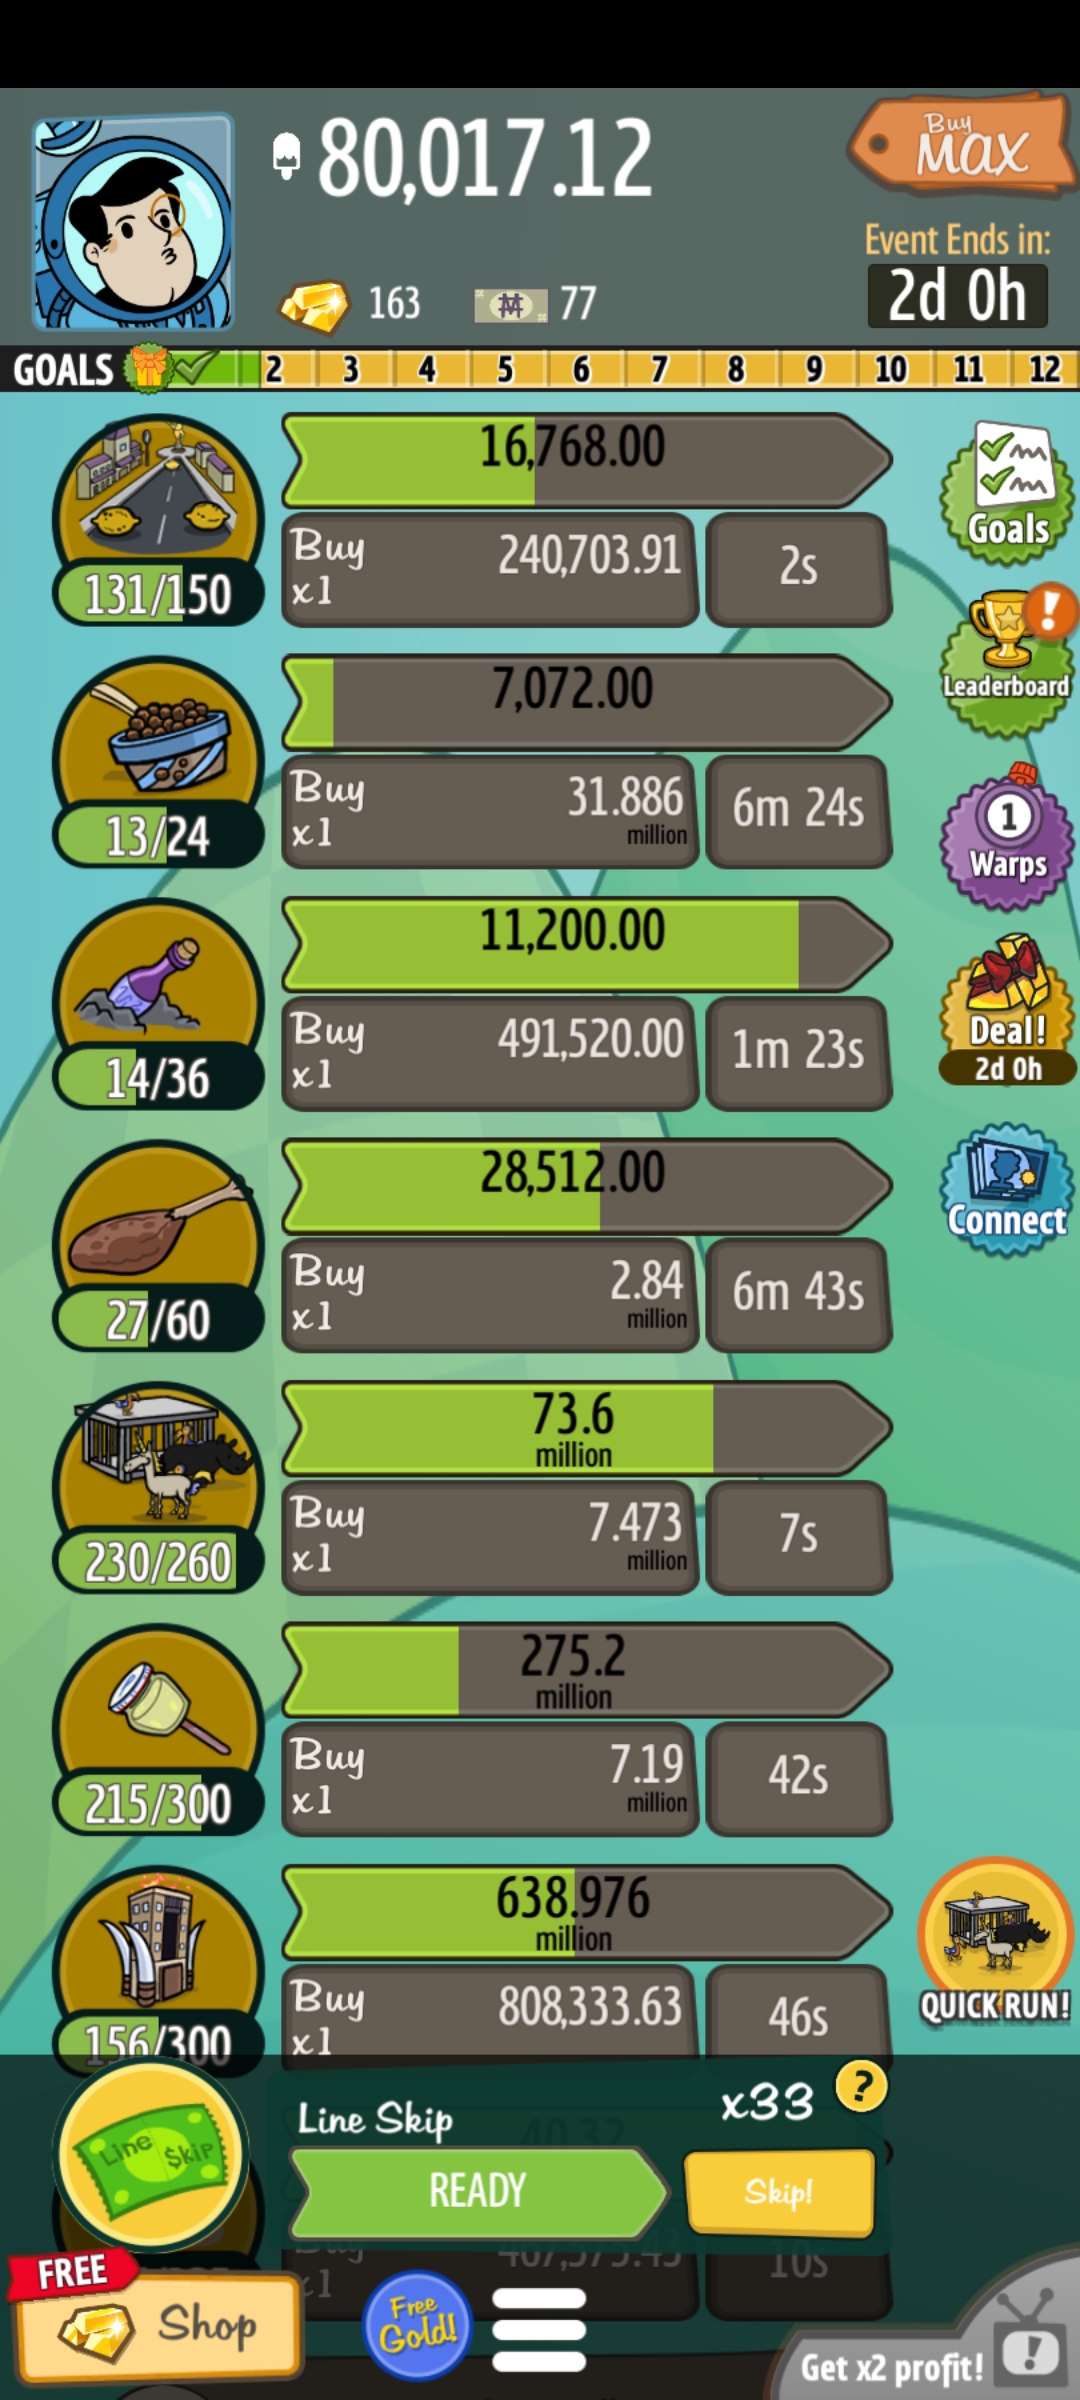 80,017.12
Buy
MAX
163
77
Event Ends in:
2d 0h
GOALS 2 3 4 5 6 7 8 9 10 11 12
16,768.00
131/150
Buy
x1
240,703.91
2s
Goals
7,072.00
13/24
Buy
x1
31.886
million
6m 24s
Leaderboard
11,200.00
14/36
Buy
x1
491,520.00
1m 23s
1
Warps
28,512.00
27/60
Buy
x1
2.84
million
6m 43s
Deal!
2d 0h
Connect
73.6
million
230/260
Buy
x1
7.473
million
7s
275.2
million
215/300
Buy
x1
7.19
million
42s
638.976
million
156/300
Buy
x1
808,333.63
46s
QUICK RUN!
Line Skip
x33
?
Line $kip
READY
Skip!
40.32
Buy
x1
10s
FREE
Shop
Free
Gold!
Get x2 profit!